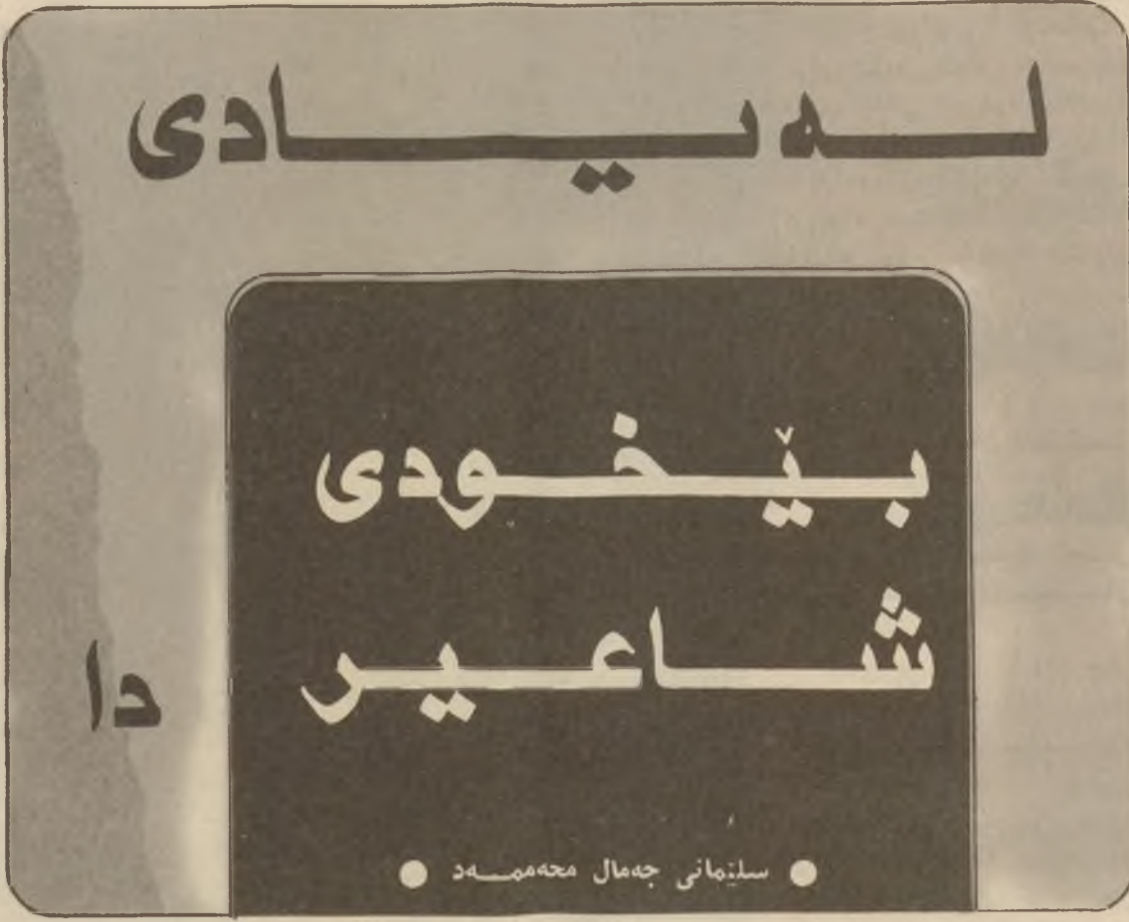 لە یادی
بێخودی
شاعیر
دا
● سلێمانی جەمال محەممەد ●